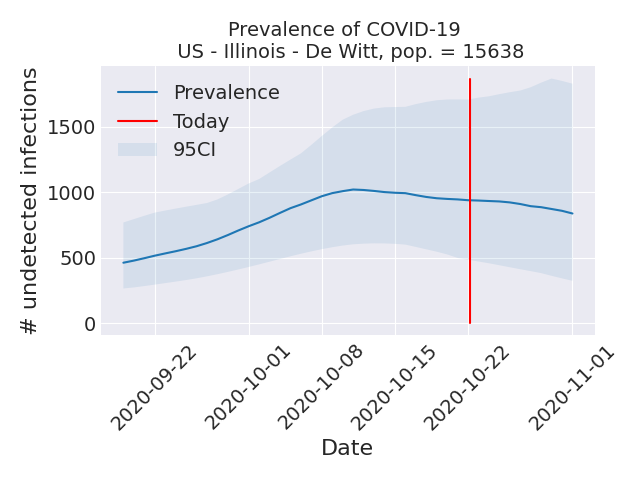 Prevalence of COVID-19
US - Illinois - De Witt, pop. = 15638
# undetected infections
1500
1000
500
0
Prevalence
Today
95CI
2020-09-22
2020-10-01
2020-10-08
2020-10-15
2020-10-22
2020-11-01
Date